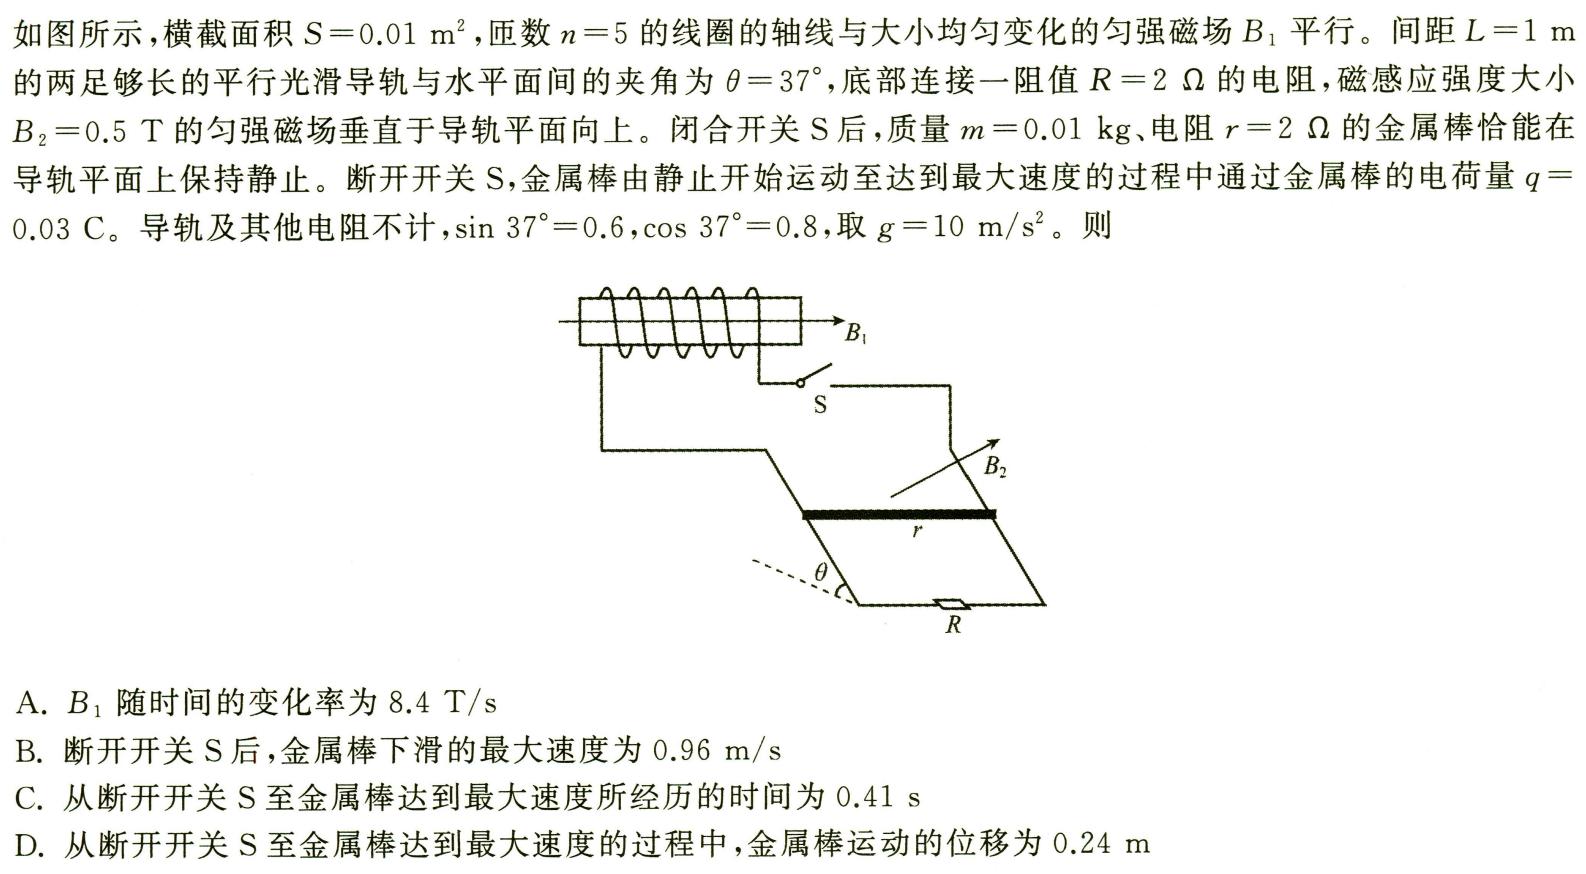 如图所示,横截面积 S=0.01 m²,匝数 n=5 的线圈的轴线与大小均匀变化的匀强磁场 B₁ 平行。间距 L=1 m
的两足够长的平行光滑导轨与水平面间的夹角为 θ=37°,底部连接一阻值 R=2 Ω 的电阻,磁感应强度大小
B₂=0.5 T 的匀强磁场垂直于导轨平面向上。闭合开关 S 后,质量 m=0.01 kg、电阻 r=2 Ω 的金属棒恰能在
导轨平面上保持静止。断开开关 S,金属棒由静止开始运动至达到最大速度的过程中通过金属棒的电荷量 q=
0.03 C。导轨及其他电阻不计,sin 37°=0.6,cos 37°=0.8,取 g=10 m/s²。则
B₁
S
B₂
r
θ
R
A. B₁ 随时间的变化率为 8.4 T/s
B. 断开开关 S 后,金属棒下滑的最大速度为 0.96 m/s
C. 从断开开关 S 至金属棒达到最大速度所经历的时间为 0.41 s
D. 从断开开关 S 至金属棒达到最大速度的过程中,金属棒运动的位移为 0.24 m